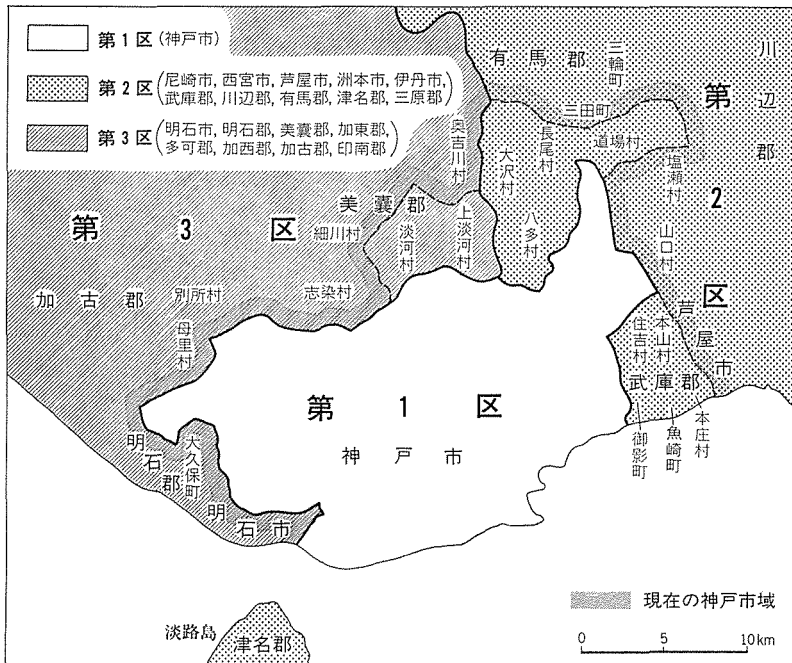 第1区(神戸市)
第2区(尼崎市,西宮市,芦屋市,洲本市,伊丹市,
武庫郡,川辺郡,有馬郡,津名郡,三原郡)
第3区(明石市,明石郡,美嚢郡,加東郡,
多可郡,加西郡,加古郡,印南郡)
有馬郡
三輪町
川辺郡
第2区
三田町
奥吉川村
大沢村
長尾村
道場村
塩瀬村
美嚢郡
第3区
細川村
淡河村
上淡河村
八多村
山口村
加古郡
別所村
志染村
母里村
芦屋市
住吉村
本山村
武庫郡
第1区
神戸市
御影町
魚崎町
本庄村
明石郡
大久保町
明石市
現在の神戸市域
淡路島
津名郡
0 5 10km